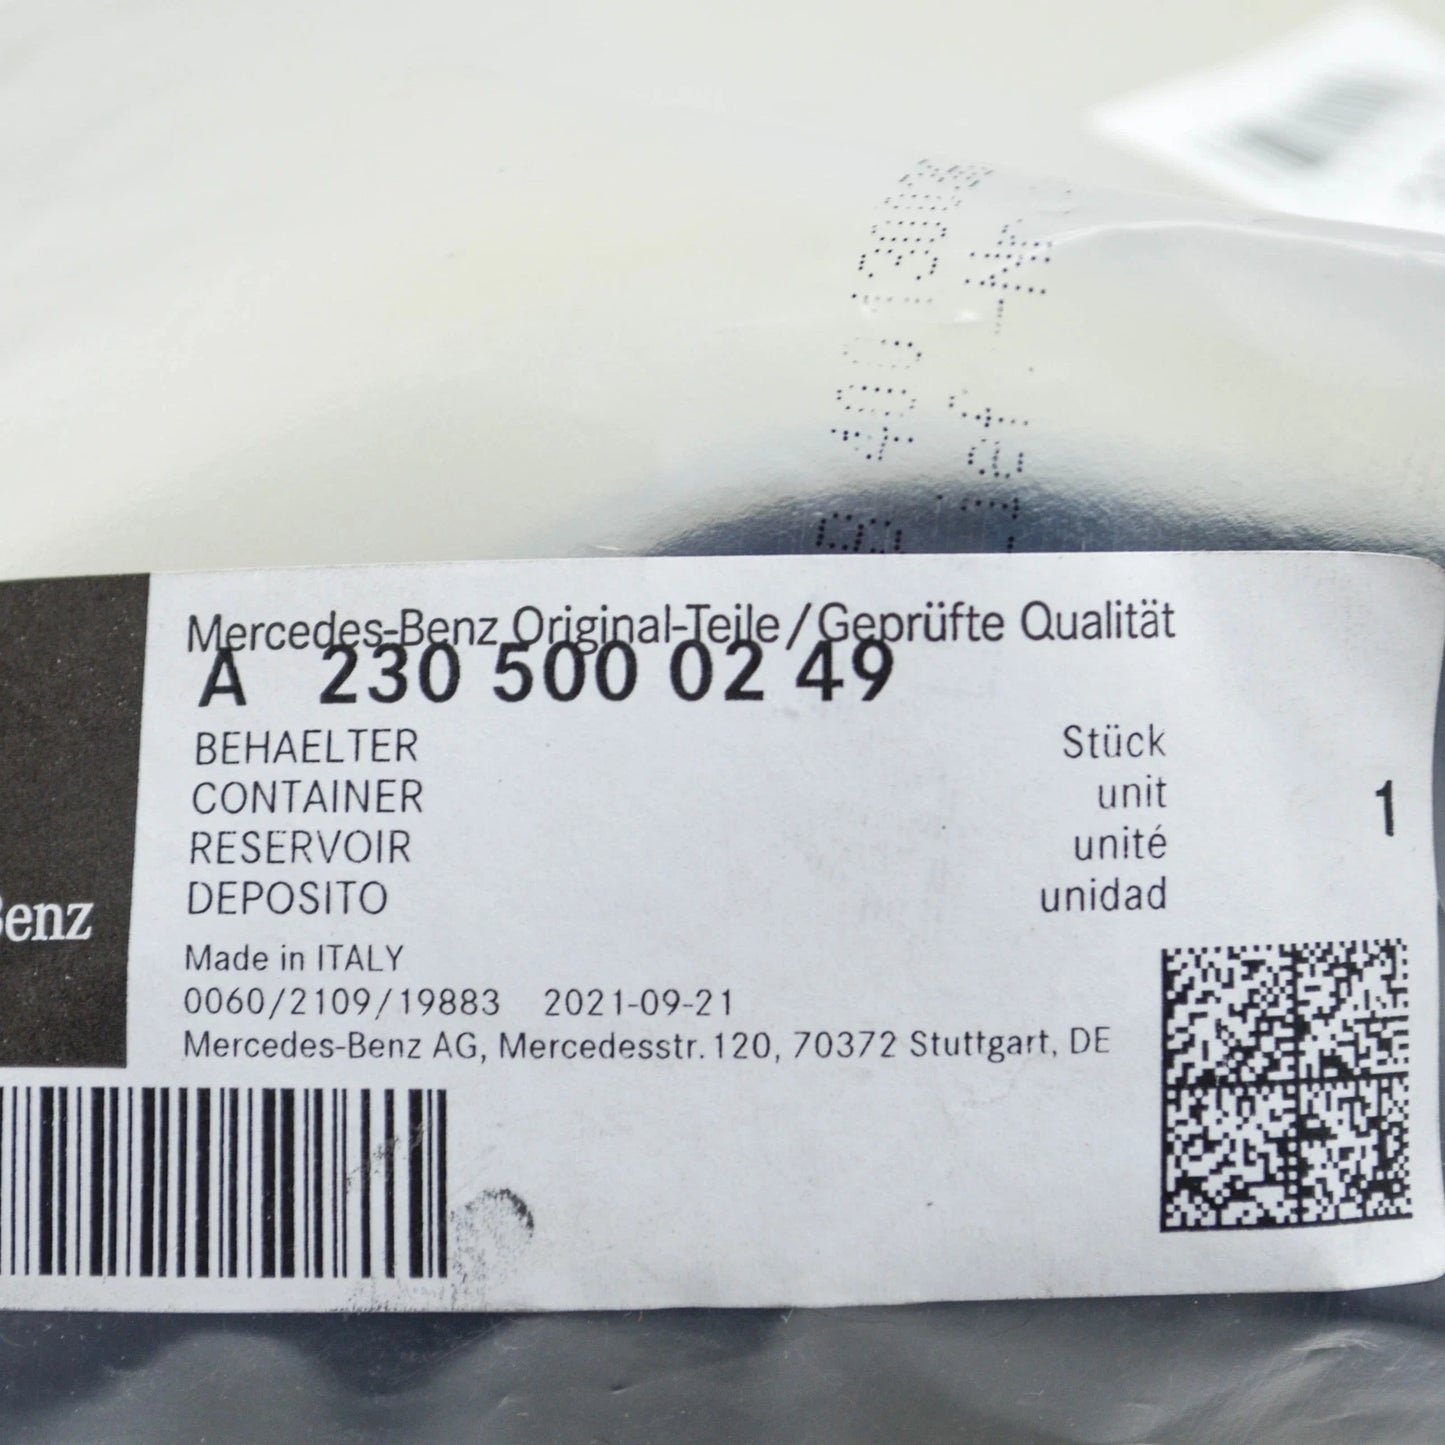 Mercedes-Benz Original-Teile/Geprüfte Qualität
A 230 500 02 49
BEHAELTER Stück
CONTAINER unit 1
RESERVOIR unité
DEPOSITO unidad
Benz
Made in ITALY
0060/2109/19883 2021-09-21
Mercedes-Benz AG, Mercedesstr. 120, 70372 Stuttgart, DE